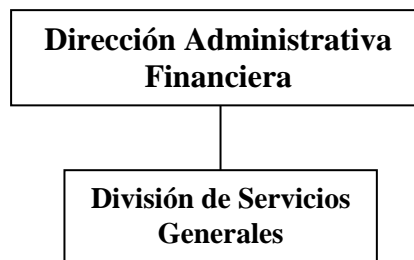 Dirección Administrativa
Financiera
División de Servicios
Generales